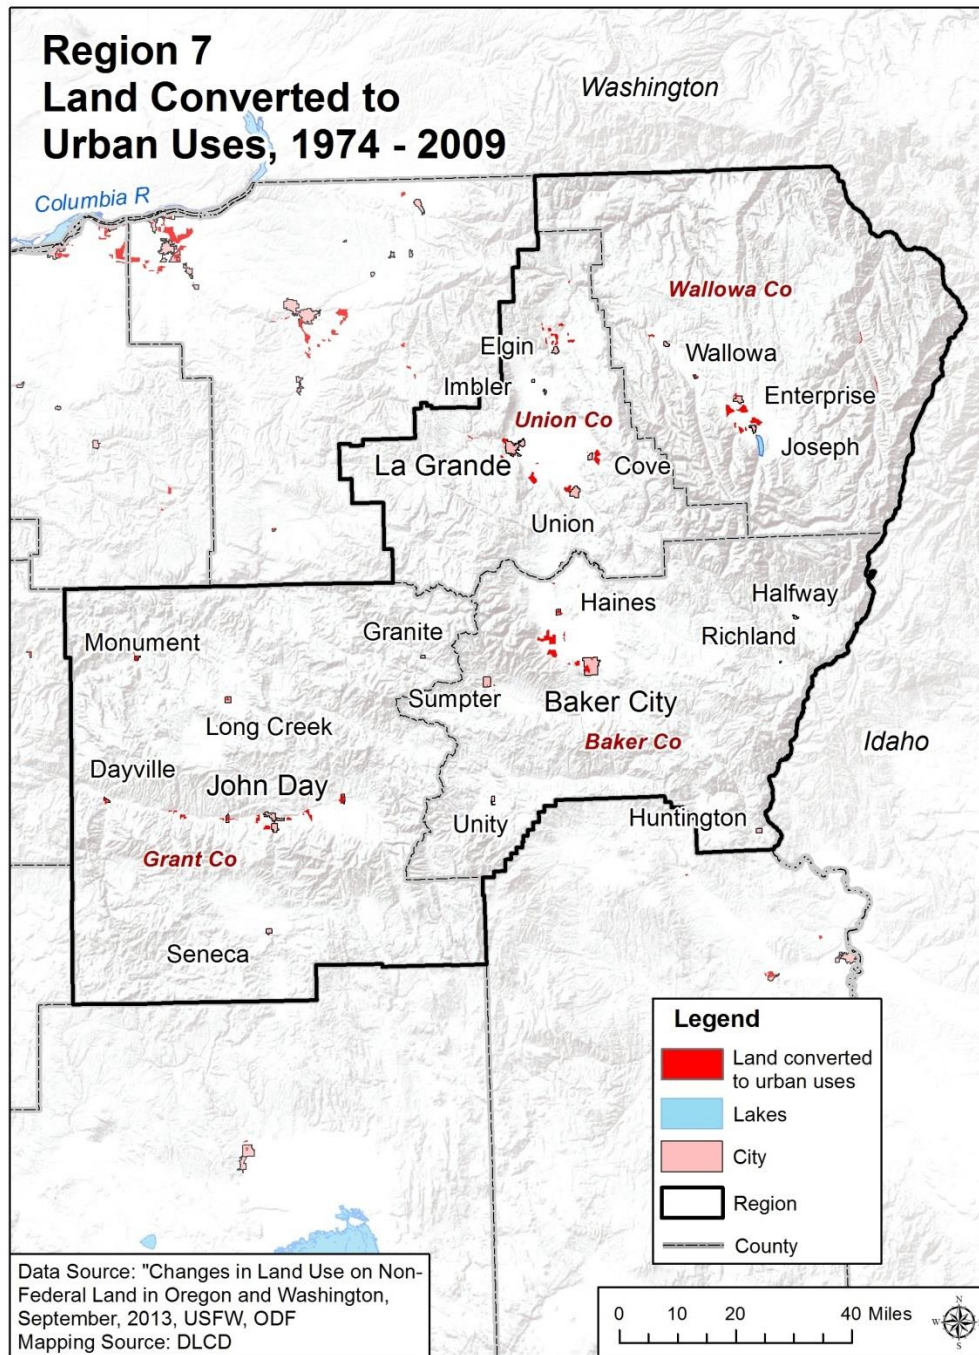 Region 7
Land Converted to
Urban Uses, 1974 - 2009
Washington
Columbia R
Wallowa Co
Elgin
Wallowa
Imbler
Enterprise
Union Co
La Grande
Cove
Joseph
Union
Haines
Halfway
Monument
Granite
Richland
Sumpter
Baker City
Long Creek
Baker Co
Idaho
Dayville
John Day
Unity
Huntington
Grant Co
Seneca
Legend
Land converted
to urban uses
Lakes
City
Region
County
Data Source: "Changes in Land Use on Non-
Federal Land in Oregon and Washington,
September, 2013, USFW, ODF
Mapping Source: DLCD
0 10 20 40 Miles
N
W E
S